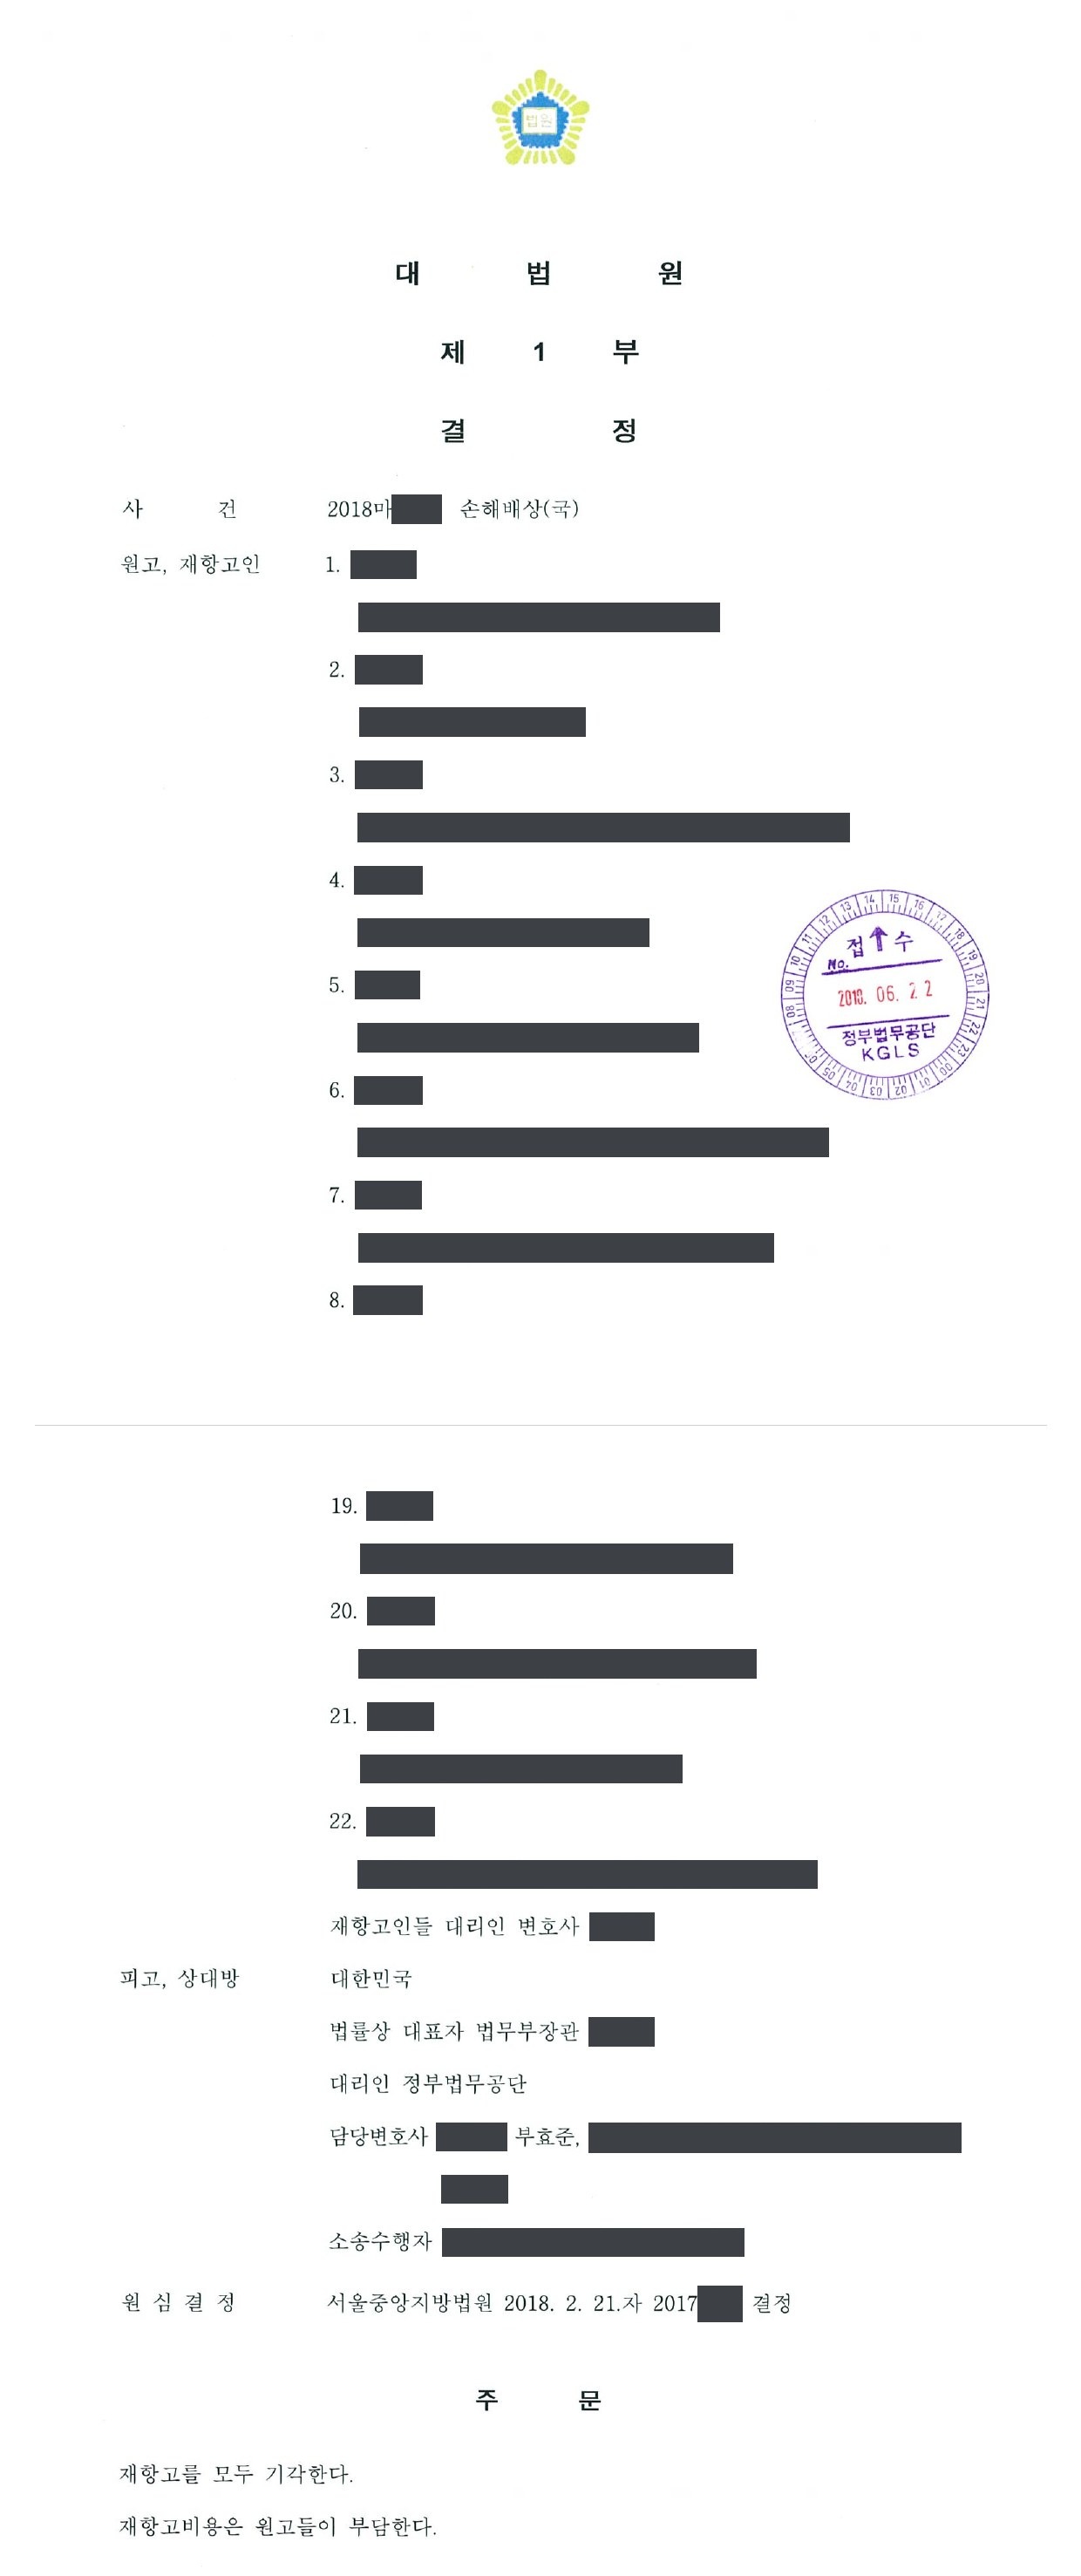 법원
대 법 원
제 1 부
결 정
사 건 2018마 손해배상(국)
원고, 재항고인 1.
2.
3.
4.
5.
6.
7.
8.
접수
No.
2018. 06. 22
정부법무공단
KGLS
19.
20.
21.
22.
재항고인들 대리인 변호사
피고, 상대방 대한민국
법률상 대표자 법무부장관
대리인 정부법무공단
담당변호사 부효준,
소송수행자
원 심 결 정 서울중앙지방법원 2018. 2. 21.자 2017 결정
주 문
재항고를 모두 기각한다.
재항고비용은 원고들이 부담한다.